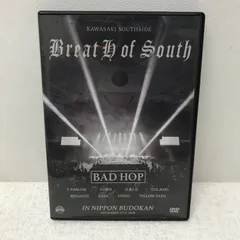 KAWASAKI SOUTHSIDE
BreatH of South
BAD HOP
T-PABLOW YZERR G-K.I.D TIJI JOJO
BENJAZZY BARK VINGO YELLOW PATO
IN NIPPON BUDOKAN
DVD